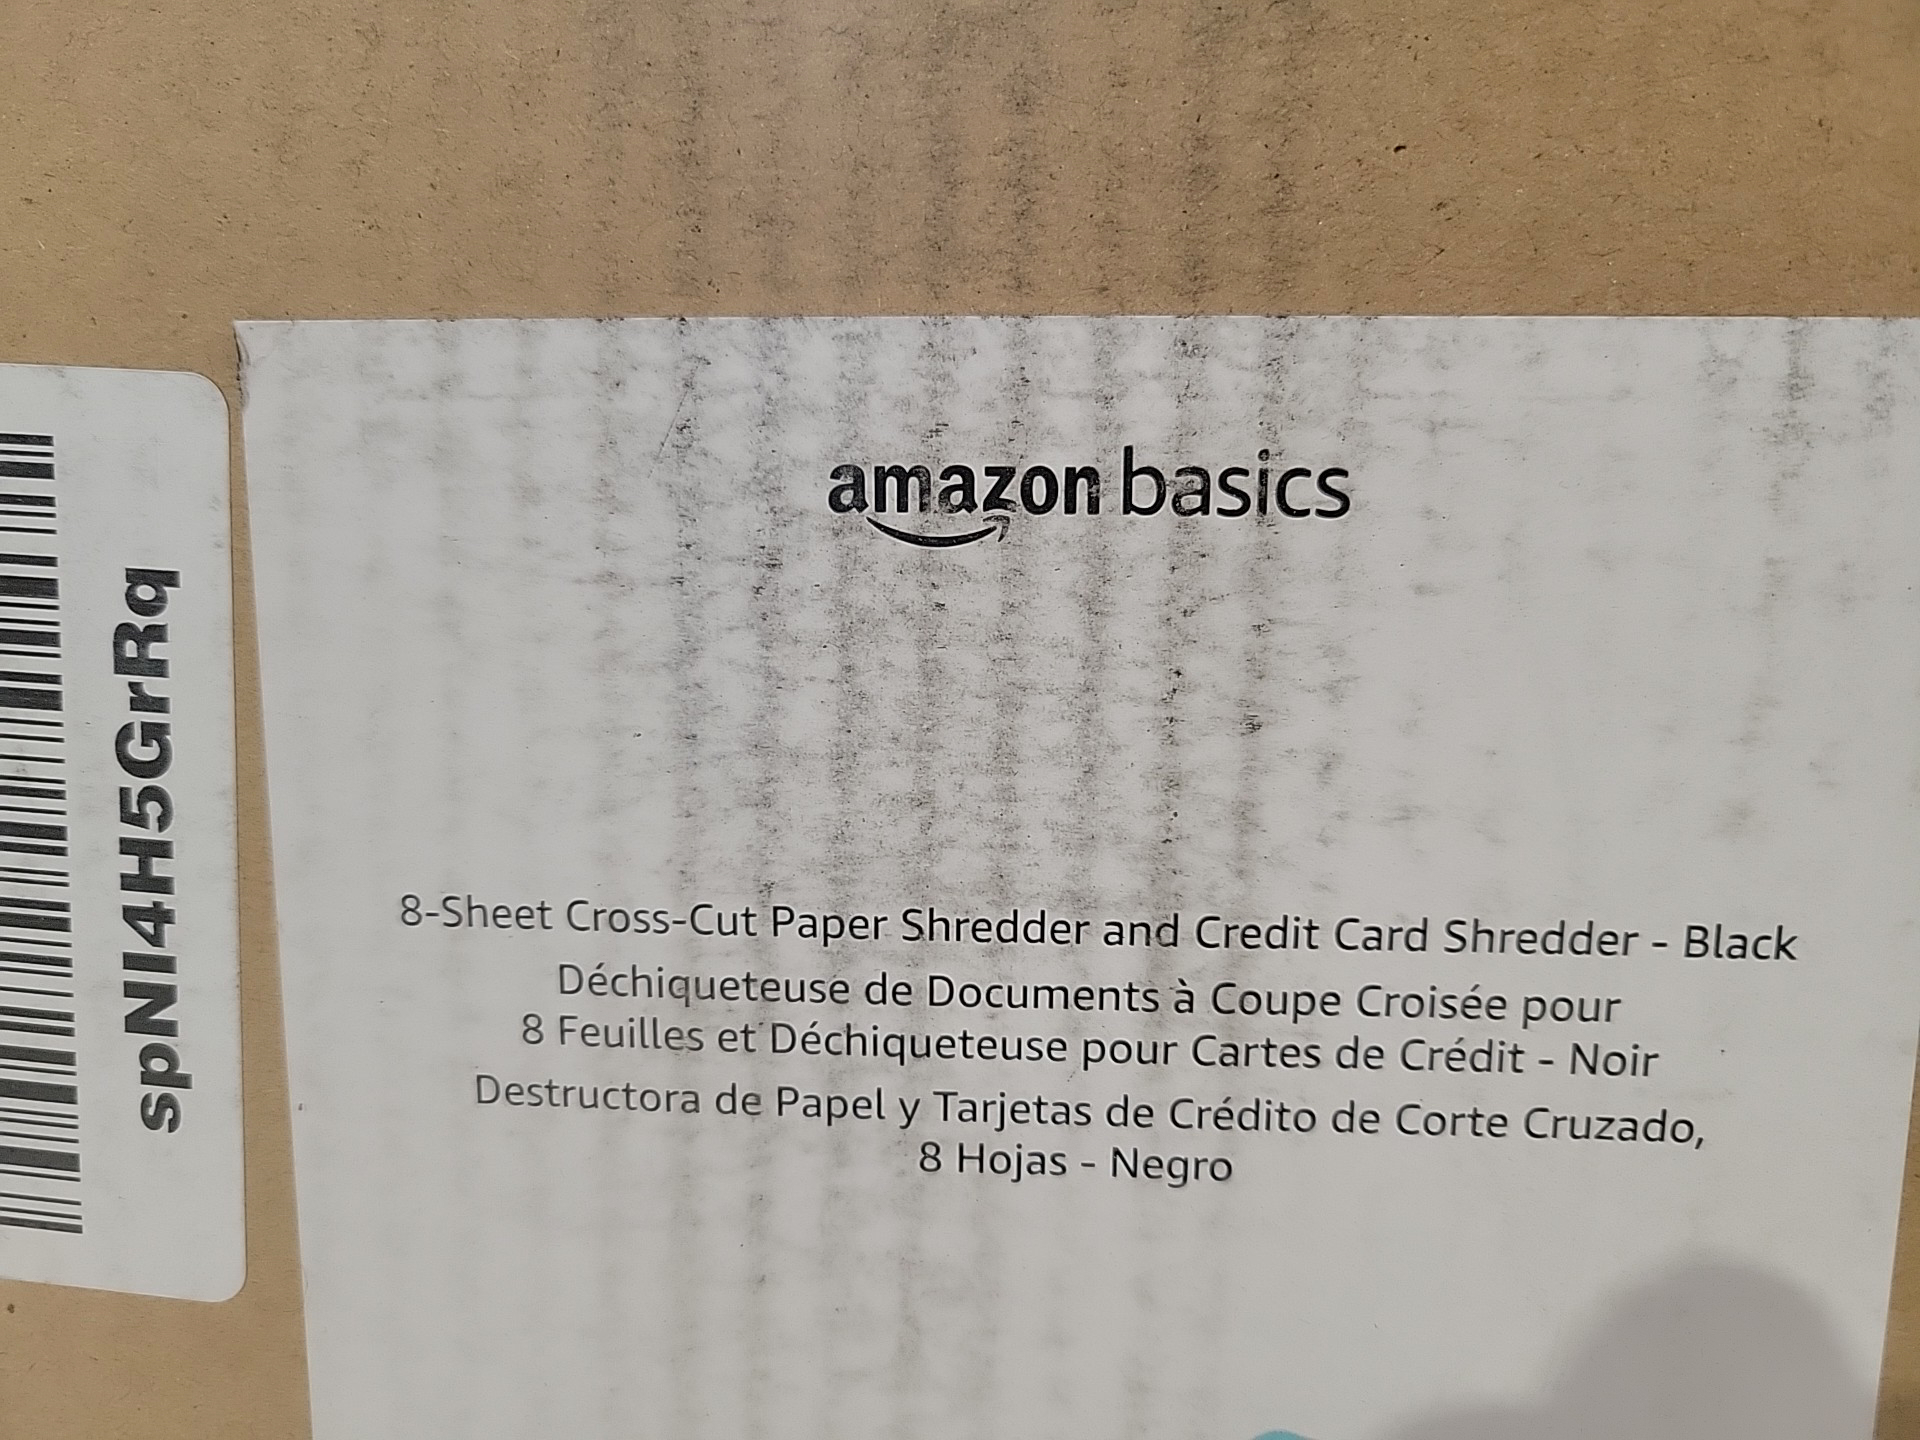 spNI4H5GrRq
amazon basics
8-Sheet Cross-Cut Paper Shredder and Credit Card Shredder - Black
Déchiqueteuse de Documents à Coupe Croisée pour
8 Feuilles et Déchiqueteuse pour Cartes de Crédit - Noir
Destructora de Papel y Tarjetas de Crédito de Corte Cruzado,
8 Hojas - Negro